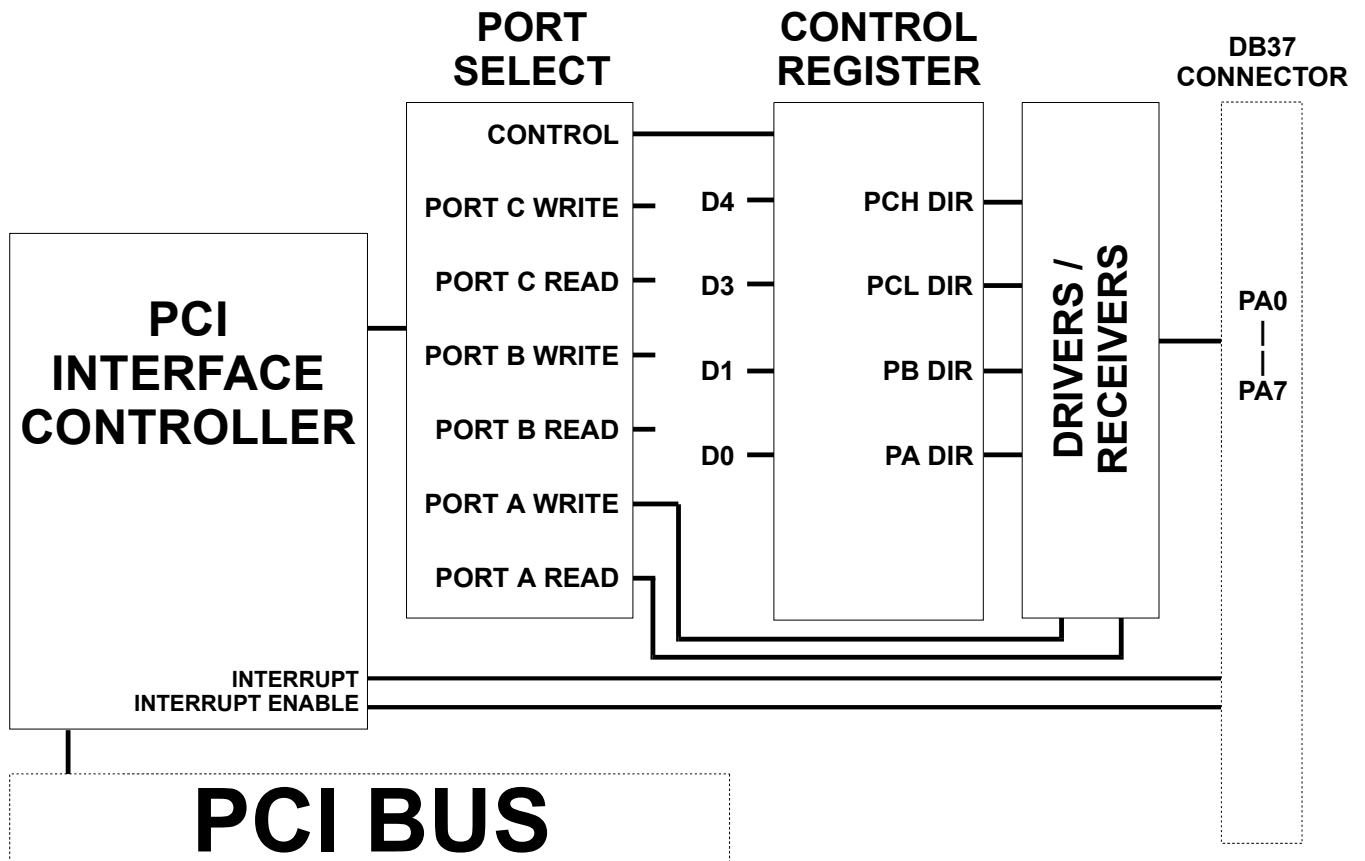 PORT
SELECT
CONTROL
REGISTER
DB37
CONNECTOR
CONTROL
PORT C WRITE
PORT C READ
PORT B WRITE
PORT B READ
PORT A WRITE
PORT A READ
D4
D3
D1
D0
PCH DIR
PCL DIR
PB DIR
PA DIR
DRIVERS /
RECEIVERS
PA0
|
|
PA7
PCI
INTERFACE
CONTROLLER
INTERRUPT
INTERRUPT ENABLE
PCI BUS